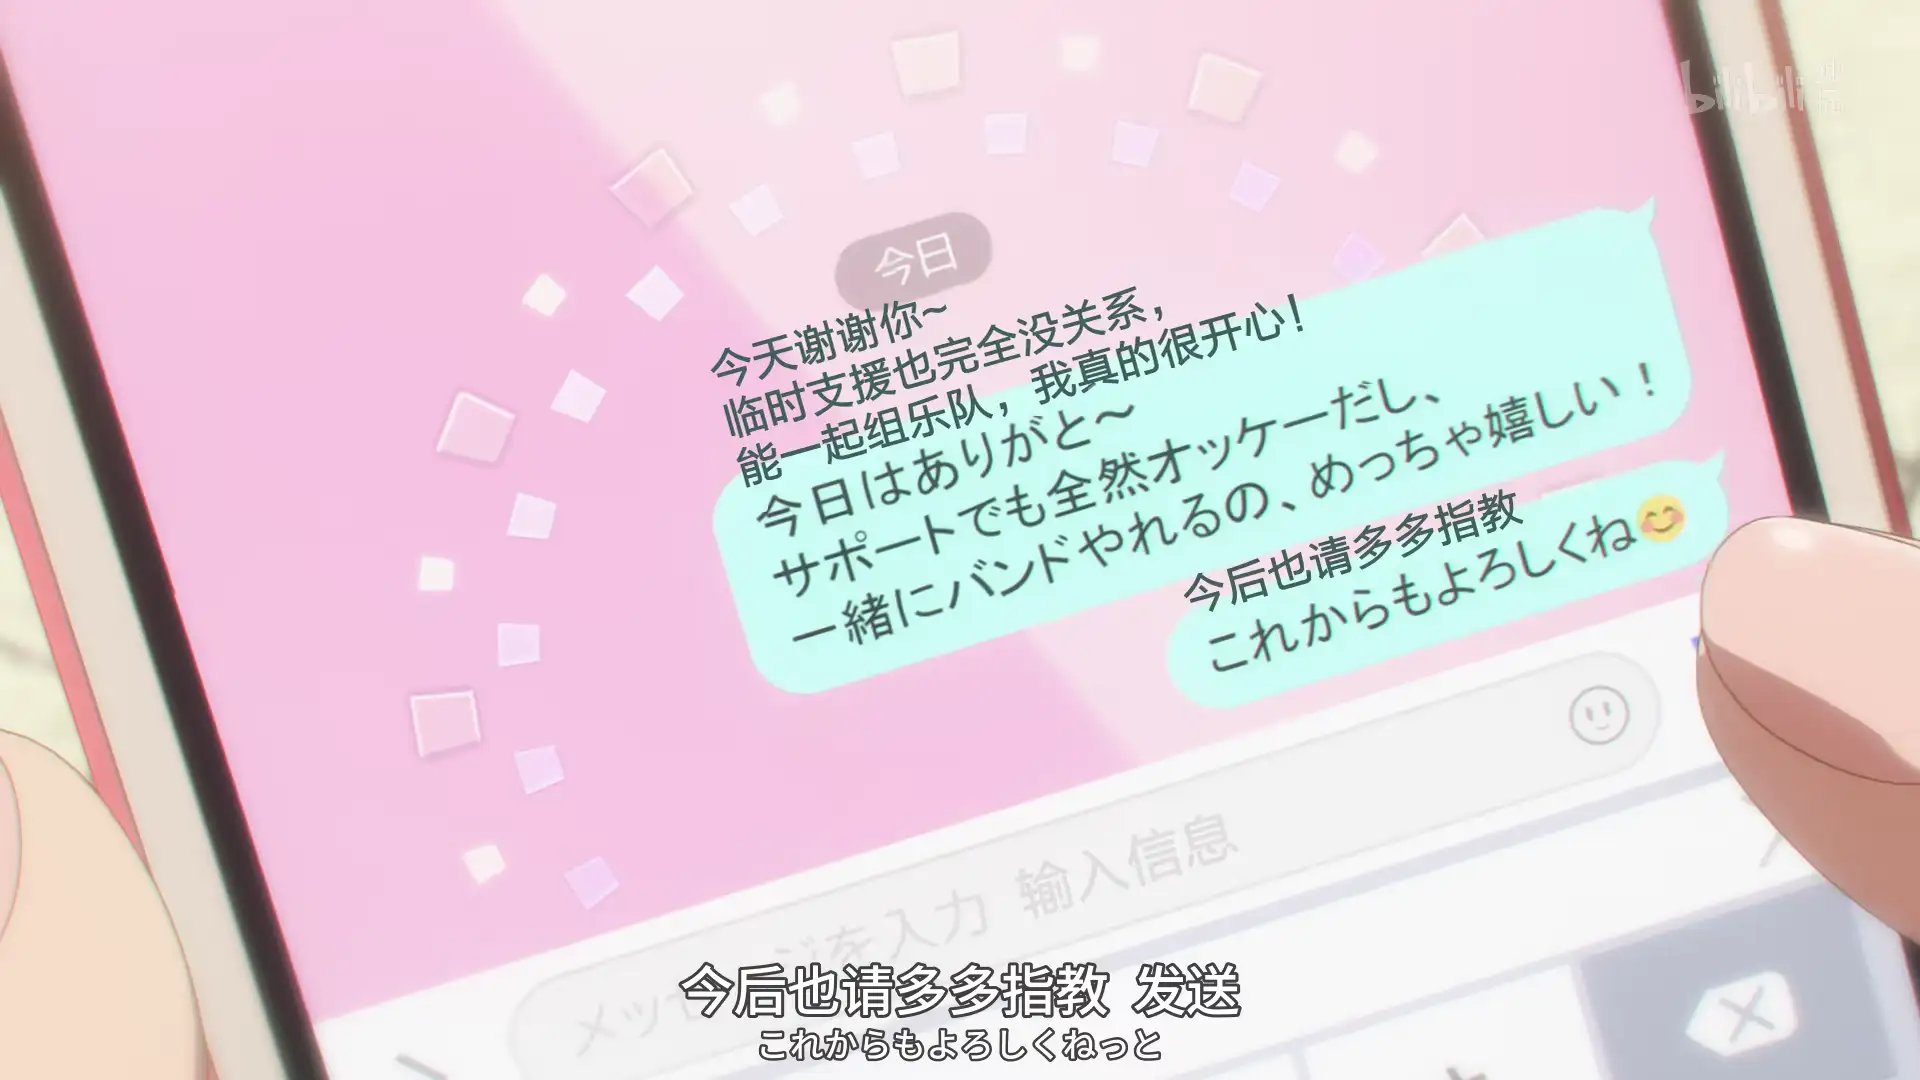 bilibili
今日
今天谢谢你~
临时支援也完全没关系，
能一起组乐队，我真的很开心！
今日はありがと〜
サポートでも全然オッケーだし、
一緒にバンドやれるの、めっちゃ嬉しい！
今后也请多多指教
これからもよろしくね😊
メッセージを入力 输入信息
今后也请多多指教 发送
これからもよろしくねっと